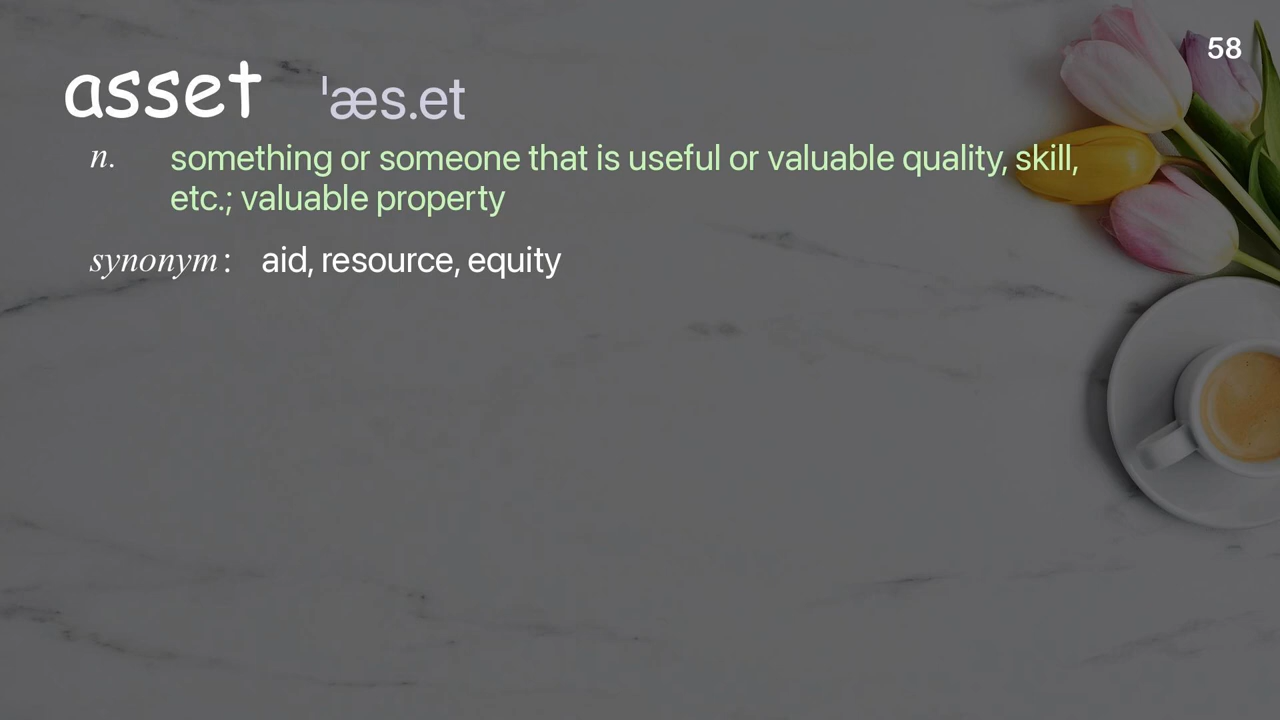 58
asset ˈæs.et
n. something or someone that is useful or valuable quality, skill,
etc.; valuable property
synonym: aid, resource, equity